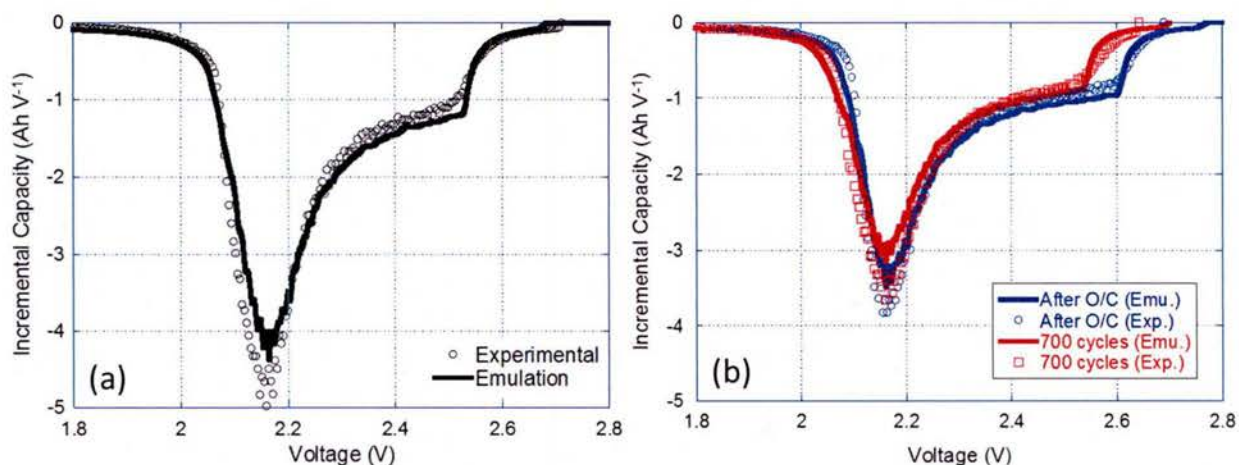 0
-1
-2
-3
-4
-5
Incremental Capacity (Ah V⁻¹)
(a)
Experimental
Emulation
1.8 2 2.2 2.4 2.6 2.8
Voltage (V)
0
-1
-2
-3
-4
-5
Incremental Capacity (Ah V⁻¹)
(b)
After O/C (Emu.)
After O/C (Exp.)
700 cycles (Emu.)
700 cycles (Exp.)
1.8 2 2.2 2.4 2.6 2.8
Voltage (V)